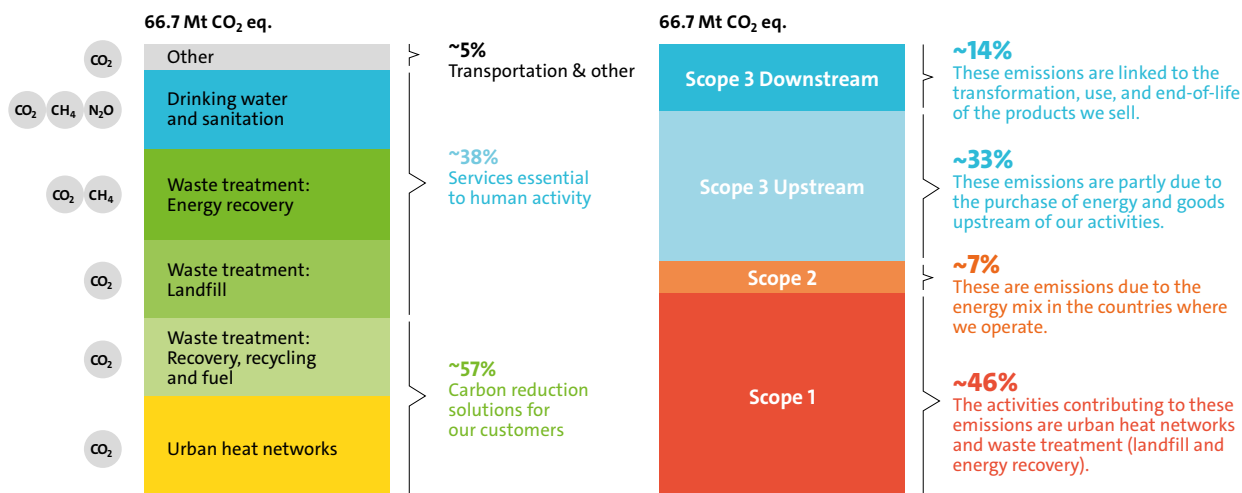 66.7 Mt CO₂ eq.
CO₂
Other
~5%
Transportation & other
CO₂ CH₄ N₂O
Drinking water
and sanitation
~38%
Services essential
to human activity
CO₂ CH₄
Waste treatment:
Energy recovery
CO₂
Waste treatment:
Landfill
CO₂
Waste treatment:
Recovery, recycling
and fuel
~57%
Carbon reduction
solutions for
our customers
CO₂
Urban heat networks
66.7 Mt CO₂ eq.
Scope 3 Downstream
~14%
These emissions are linked to the
transformation, use, and end-of-life
of the products we sell.
Scope 3 Upstream
~33%
These emissions are partly due to
the purchase of energy and goods
upstream of our activities.
Scope 2
~7%
These are emissions due to the
energy mix in the countries where
we operate.
Scope 1
~46%
The activities contributing to these
emissions are urban heat networks
and waste treatment (landfill and
energy recovery).